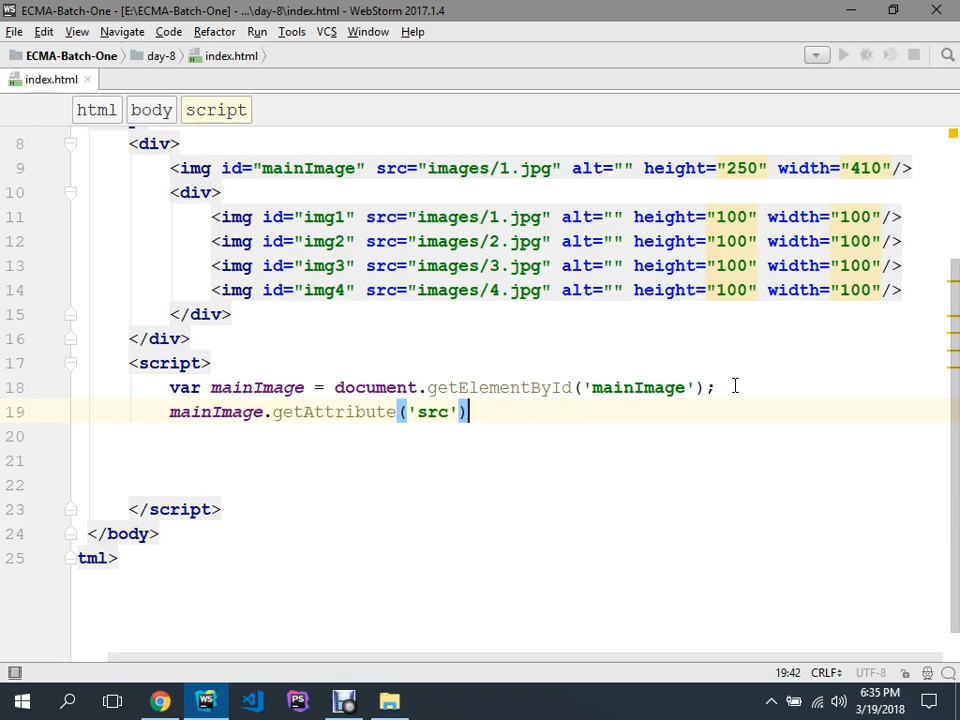 WS ECMA-Batch-One - [E:\ECMA-Batch-One] - ...\day-8\index.html - WebStorm 2017.1.4
File Edit View Navigate Code Refactor Run Tools VCS Window Help
ECMA-Batch-One day-8 index.html
index.html
html body script
8 <div>
9 <img id="mainImage" src="images/1.jpg" alt="" height="250" width="410"/>
10 <div>
11 <img id="img1" src="images/1.jpg" alt="" height="100" width="100"/>
12 <img id="img2" src="images/2.jpg" alt="" height="100" width="100"/>
13 <img id="img3" src="images/3.jpg" alt="" height="100" width="100"/>
14 <img id="img4" src="images/4.jpg" alt="" height="100" width="100"/>
15 </div>
16 </div>
17 <script>
18 var mainImage = document.getElementById('mainImage');
19 mainImage.getAttribute('src')
20
21
22
23 </script>
24 </body>
25 tml>
19:42 CRLF UTF-8
WS PS 6:35 PM
3/19/2018